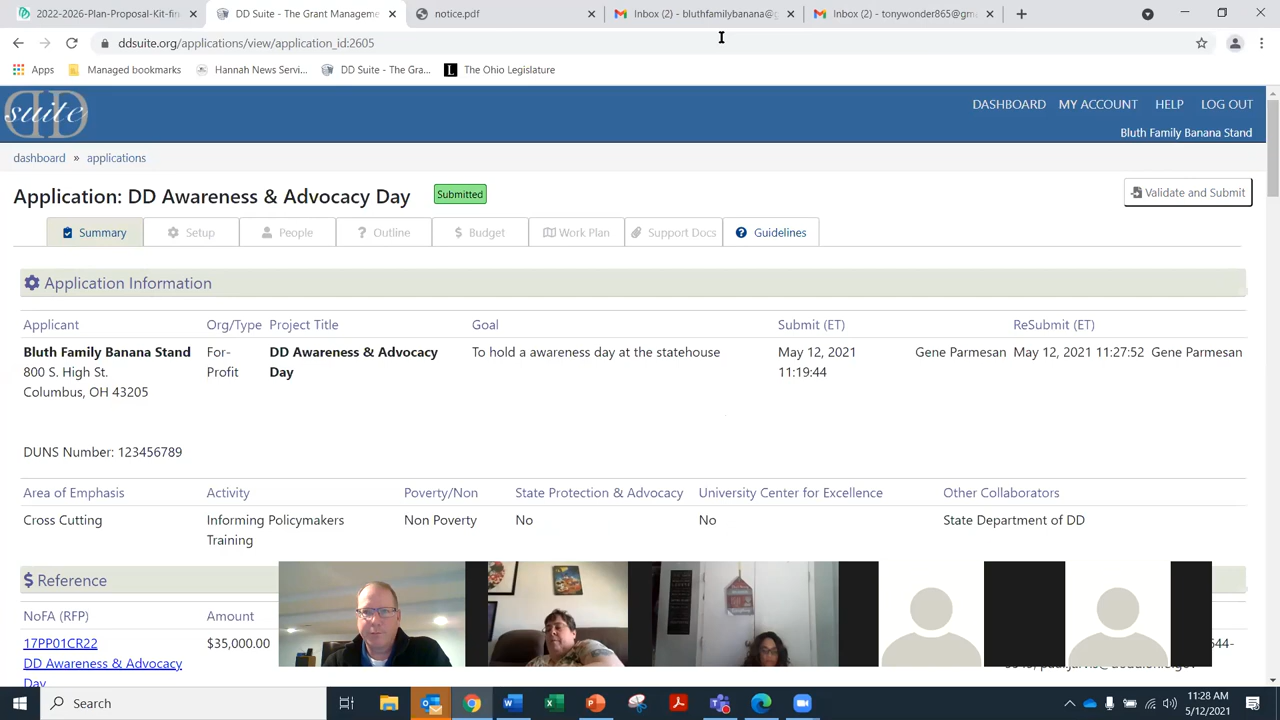 2022-2026-Plan-Proposal-Kit-fin
DD Suite - The Grant Manageme
notice.pdf
Inbox (2) - bluthfamilybanana@g
Inbox (2) - tonywonder865@gm
ddsuite.org/applications/view/application_id:2605
Apps
Managed bookmarks
Hannah News Servi...
DD Suite - The Gra...
L The Ohio Legislature
DD suite
DASHBOARD MY ACCOUNT HELP LOG OUT
Bluth Family Banana Stand
dashboard » applications
Application: DD Awareness & Advocacy Day
Submitted
Validate and Submit
Summary Setup People ? Outline $ Budget Work Plan Support Docs ? Guidelines
Application Information
Applicant Org/Type Project Title Goal Submit (ET) ReSubmit (ET)
Bluth Family Banana Stand For- DD Awareness & Advocacy To hold a awareness day at the statehouse May 12, 2021 Gene Parmesan May 12, 2021 11:27:52 Gene Parmesan
800 S. High St. Profit Day 11:19:44
Columbus, OH 43205
DUNS Number: 123456789
Area of Emphasis Activity Poverty/Non State Protection & Advocacy University Center for Excellence Other Collaborators
Cross Cutting Informing Policymakers Non Poverty No No State Department of DD
Training
$ Reference
NoFA (RFP) Amount
17PP01CR22 $35,000.00
DD Awareness & Advocacy
Day
Search
11:28 AM
5/12/2021